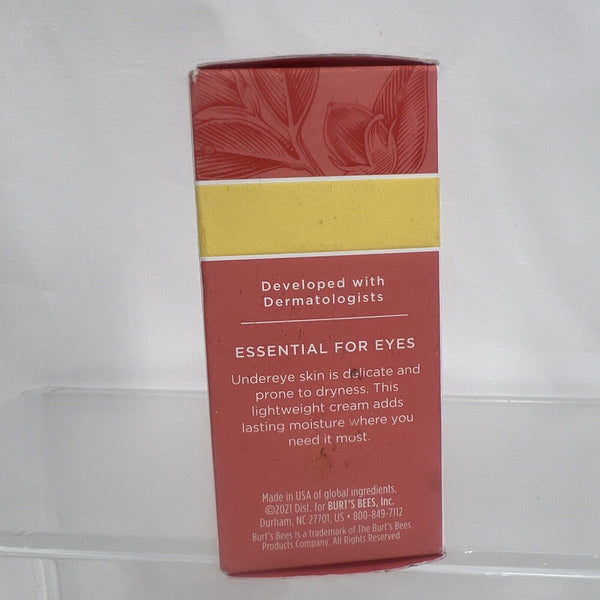 Developed with
Dermatologists
ESSENTIAL FOR EYES
Undereye skin is delicate and
prone to dryness. This
lightweight cream adds
lasting moisture where you
need it most.
Made in USA of global ingredients.
©2021 Dist. for BURT'S BEES, Inc.
Durham, NC 27701, US • 800-849-7112
Burt's Bees is a trademark of The Burt's Bees
Products Company. All Rights Reserved.